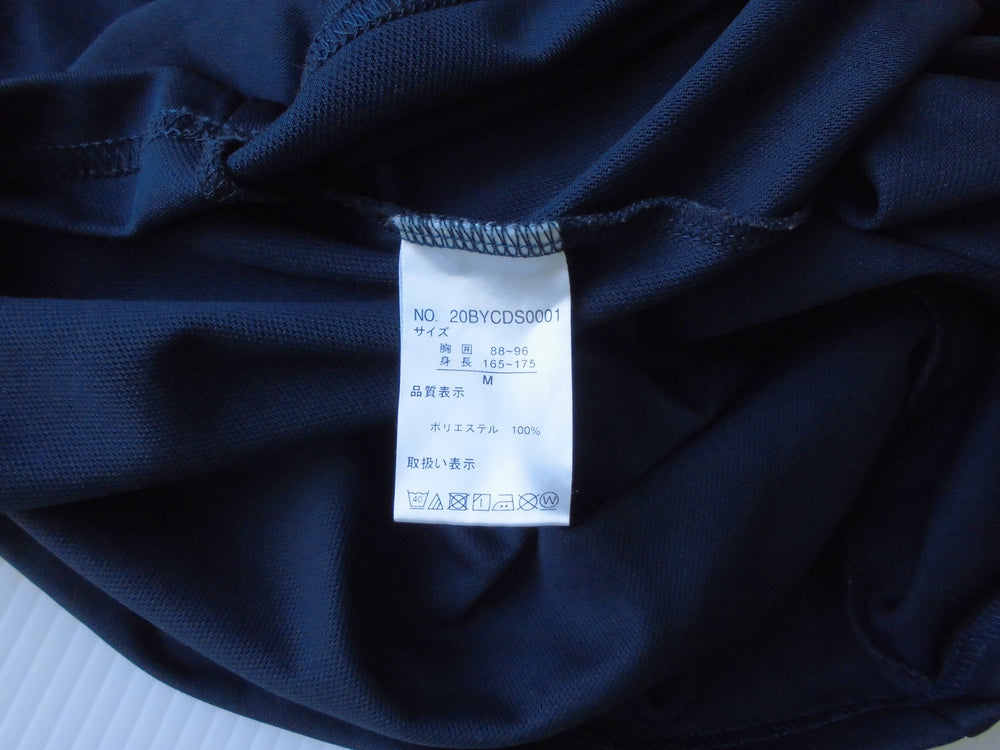 NO. 20BYCDS0001
サイズ
胸 囲 88~96
身 長 165~175
M
品質表示
ポリエステル 100%
取扱い表示
40 W